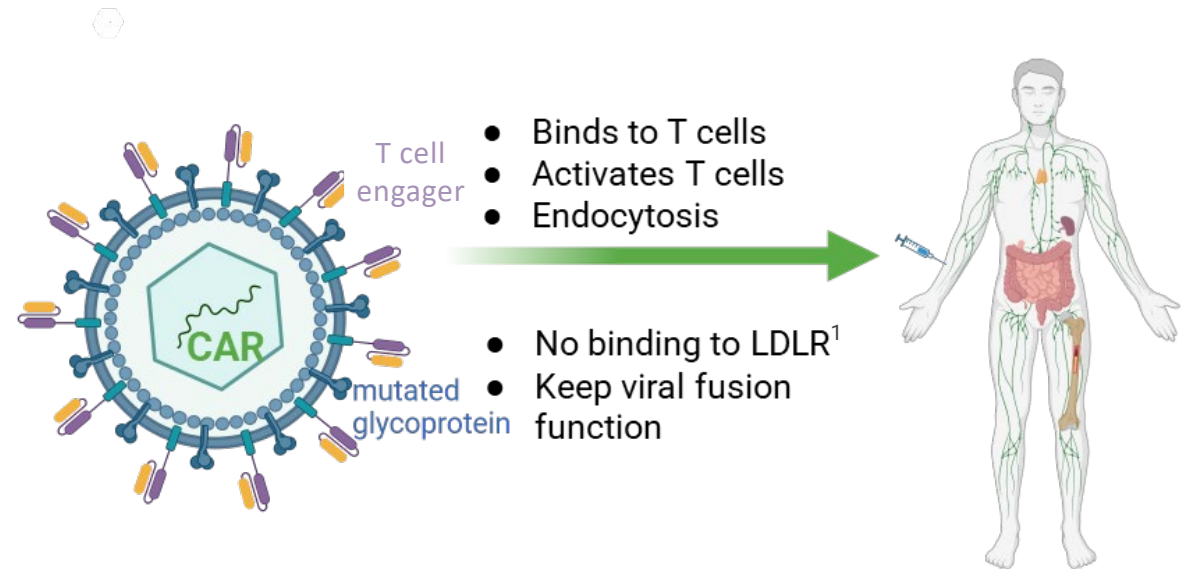 T cell
engager
● Binds to T cells
● Activates T cells
● Endocytosis
CAR
mutated
glycoprotein
● No binding to LDLR¹
● Keep viral fusion
function